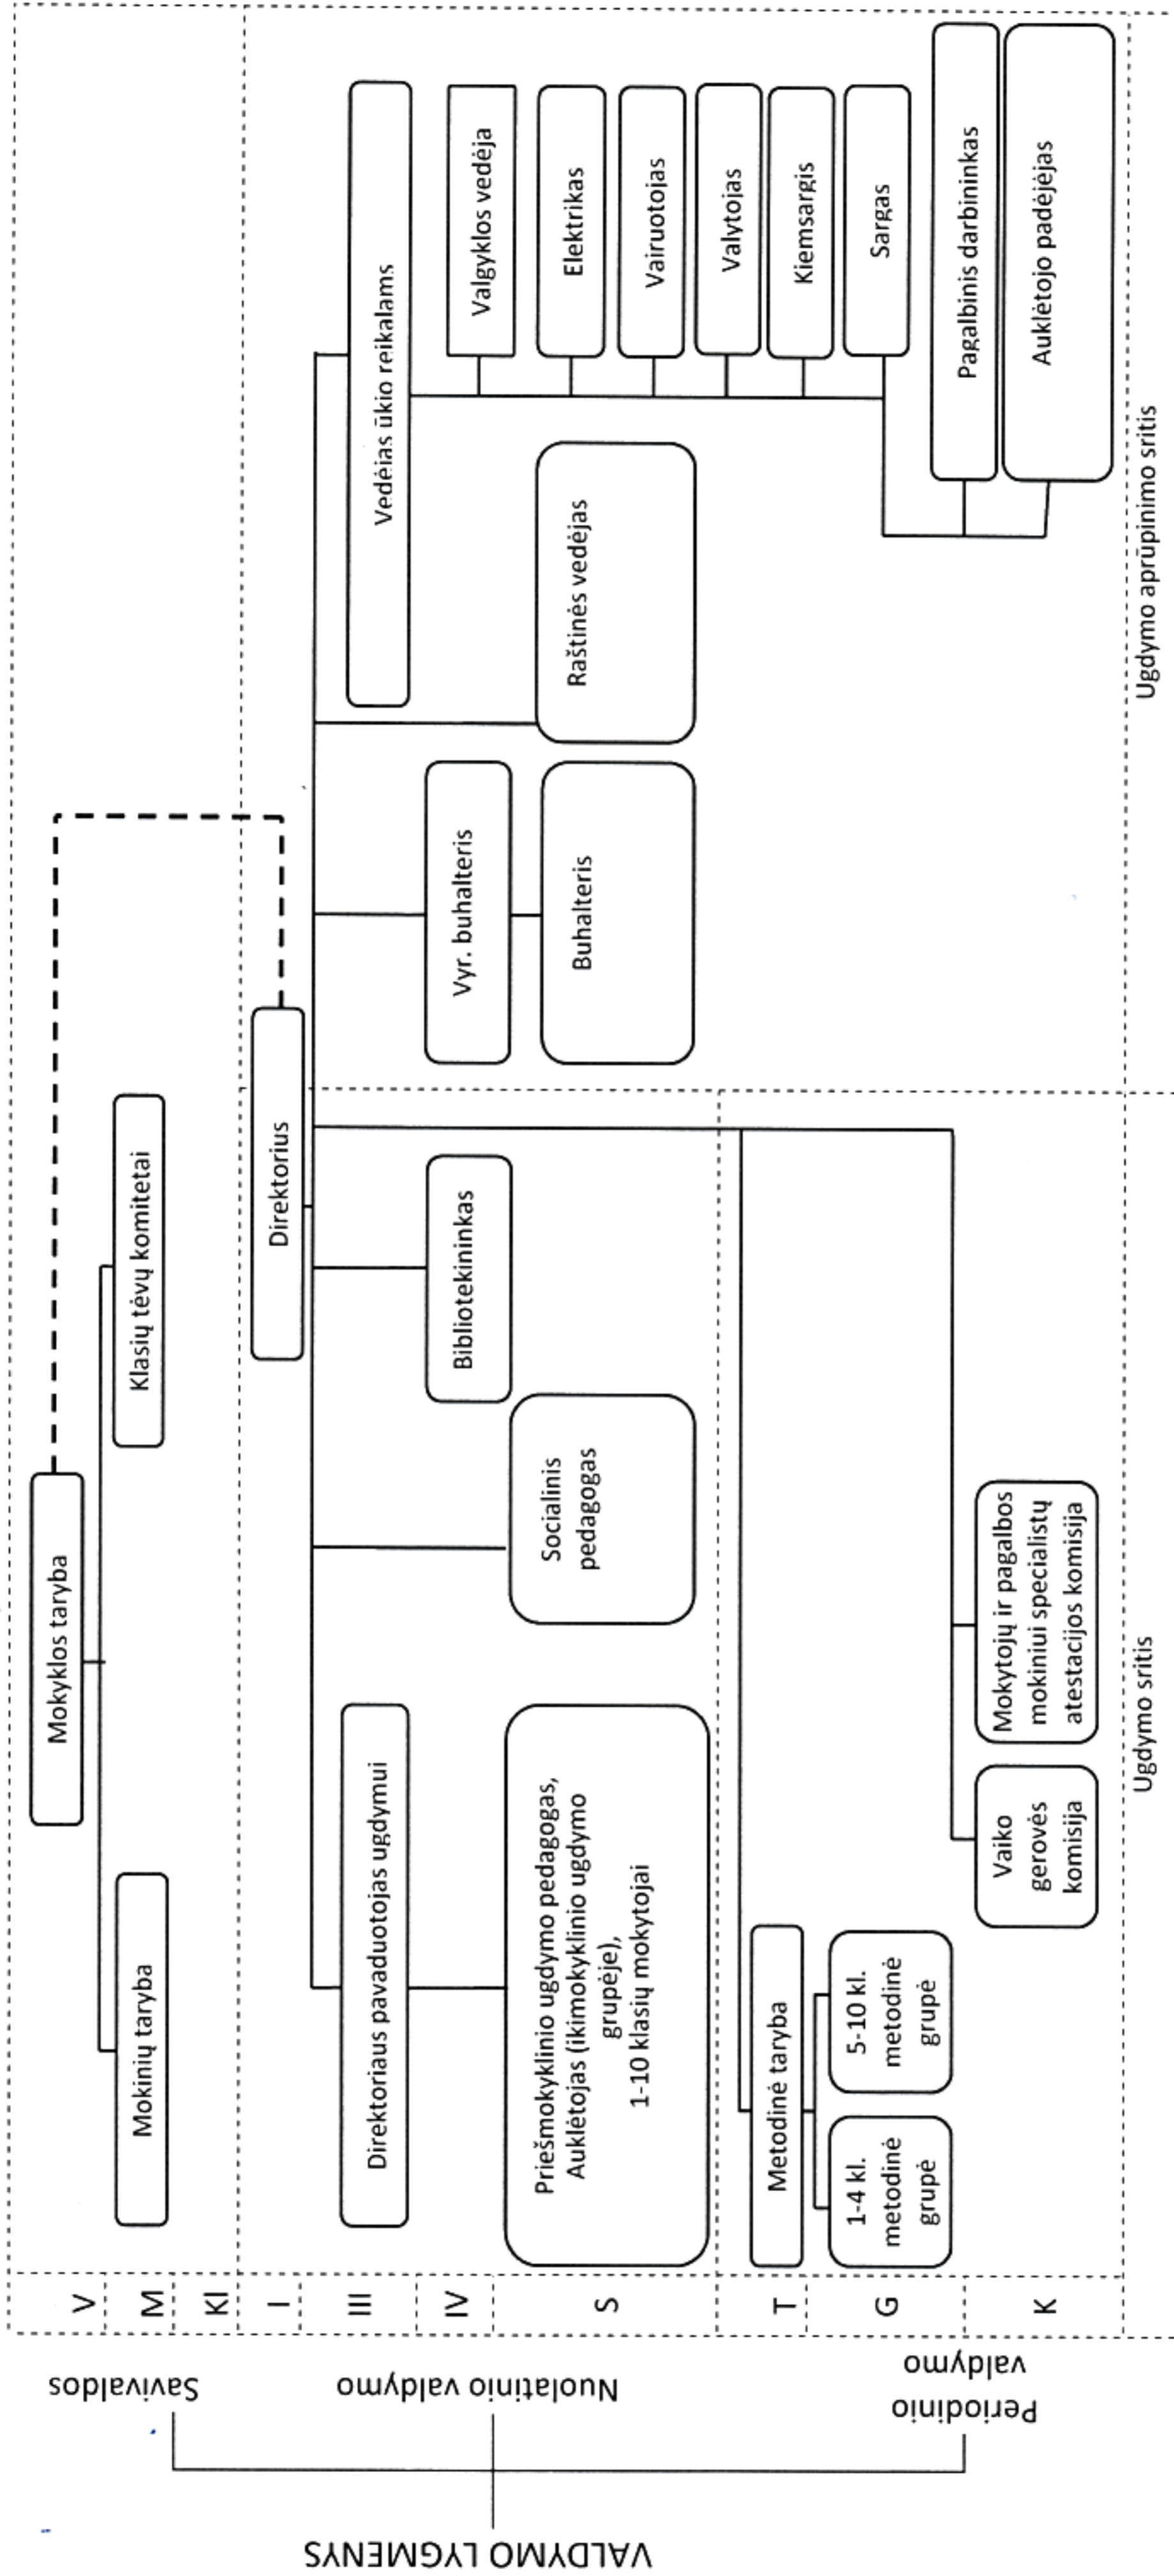 VALDYMO LYGMENYS
Savivaldos
Nuolatinio valdymo
Periodinio
valdymo
V
M
Kl
I
III
IV
S
T
G
K
Mokyklos taryba
Mokinių taryba
Klasių tėvų komitetai
Direktorius
Direktoriaus pavaduotojas ugdymui
Vedėjas ūkio reikalams
Bibliotekininkas
Vyr. buhalteris
Valgyklos vedėja
Priešmokyklinio ugdymo pedagogas,
Auklėtojas (ikimokyklinio ugdymo
grupėje),
1-10 klasių mokytojai
Socialinis
pedagogas
Buhalteris
Raštinės vedėjas
Elektrikas
Vairuotojas
Valytojas
Kiemsargis
Sargas
Pagalbinis darbininkas
Auklėtojo padėjėjas
Metodinė taryba
1-4 kl.
metodinė
grupė
5-10 kl.
metodinė
grupė
Vaiko
gerovės
komisija
Mokytojų ir pagalbos
mokiniui specialistų
atestacijos komisija
Ugdymo sritis
Ugdymo aprūpinimo sritis